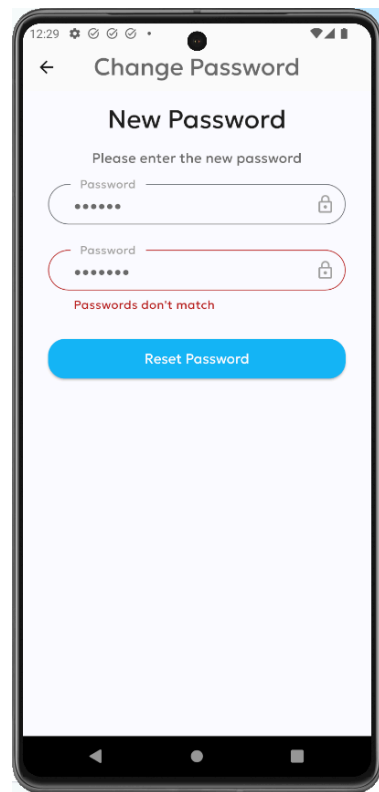 12:29
Change Password
New Password
Please enter the new password
Password
••••••
Password
•••••••
Passwords don't match
Reset Password